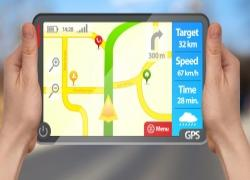 14:28
Target
32 km
300 m
Speed
67 km/h
Time
28 min.
Menu
GPS